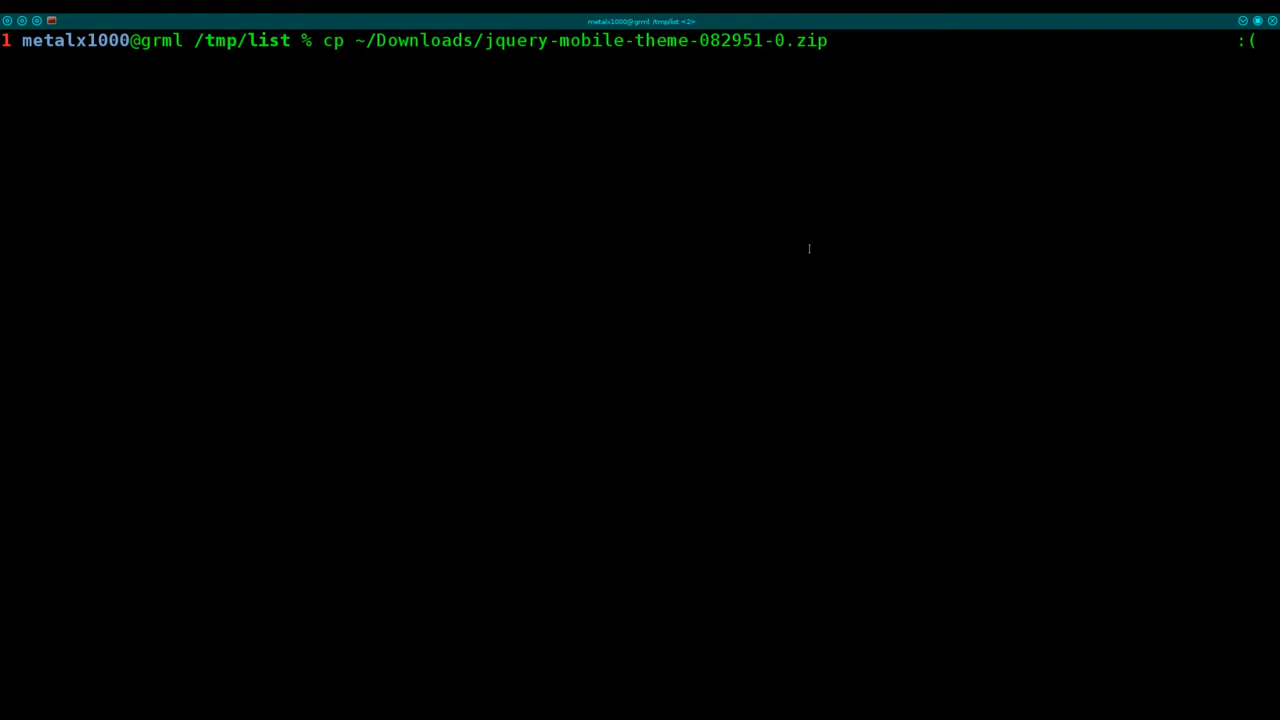 metalx1000@grml: /tmp/list <2>
1 metalx1000@grml /tmp/list % cp ~/Downloads/jquery-mobile-theme-082951-0.zip :(